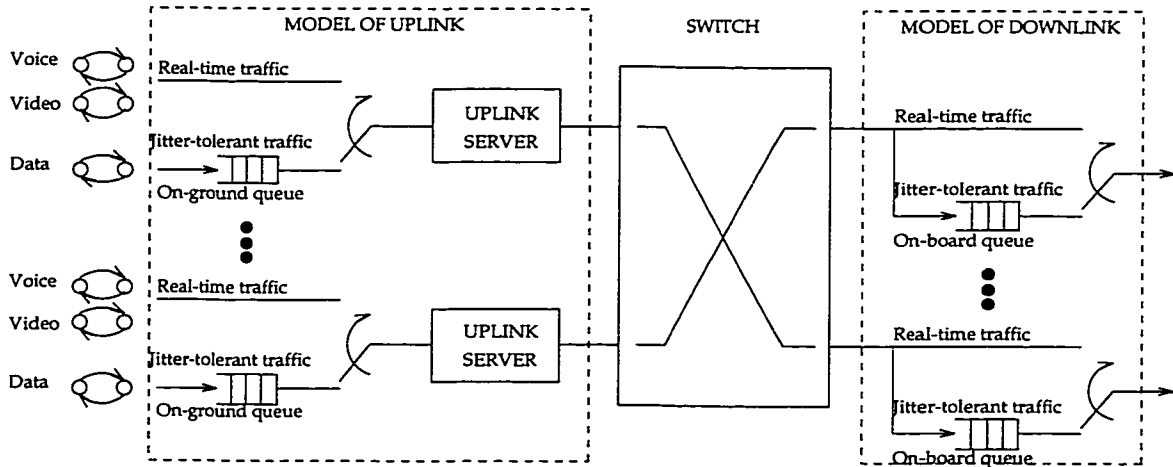 MODEL OF UPLINK
SWITCH
MODEL OF DOWNLINK
Voice
Real-time traffic
Video
UPLINK
SERVER
Real-time traffic
Data
Jitter-tolerant traffic
On-ground queue
Jitter-tolerant traffic
On-board queue
Voice
Real-time traffic
Video
UPLINK
SERVER
Real-time traffic
Data
Jitter-tolerant traffic
On-ground queue
Jitter-tolerant traffic
On-board queue